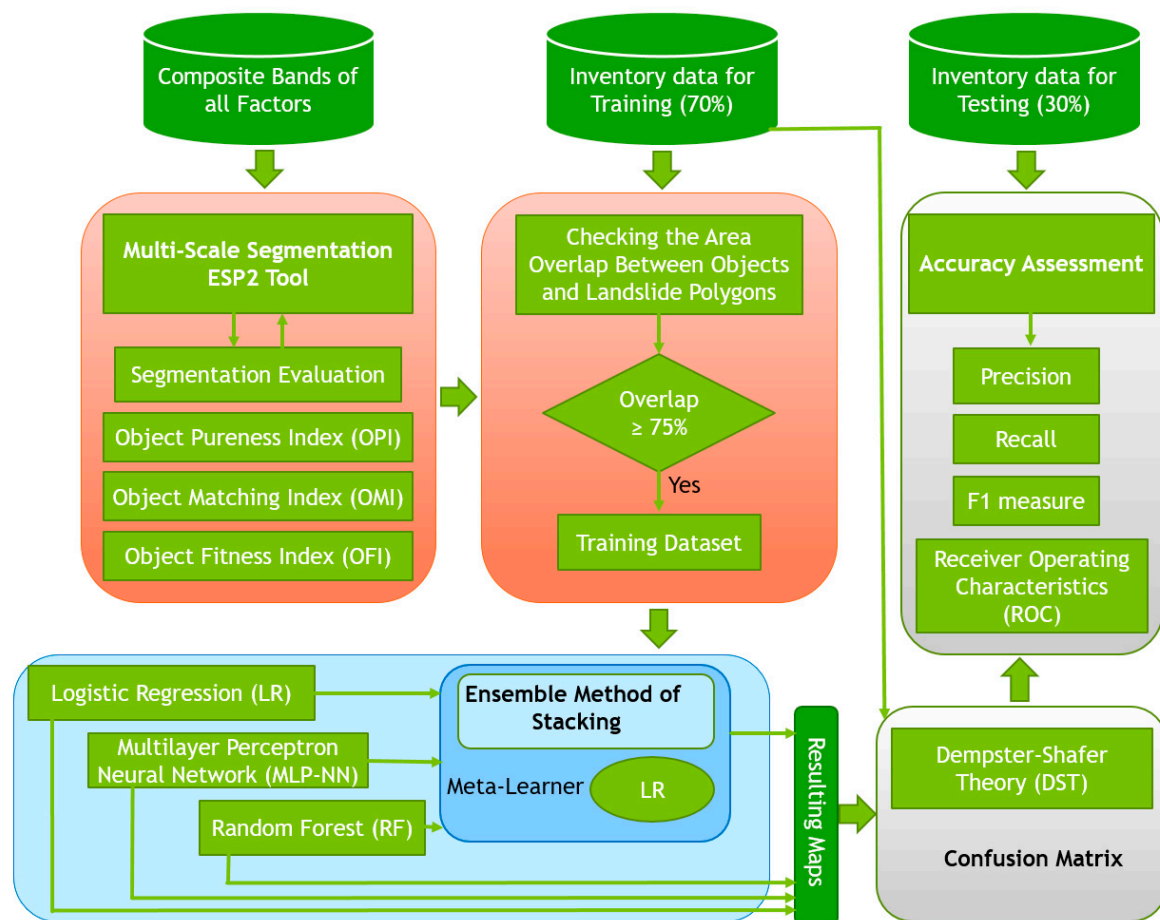 Composite Bands of
all Factors
Inventory data for
Training (70%)
Inventory data for
Testing (30%)
Multi-Scale Segmentation
ESP2 Tool
Segmentation Evaluation
Object Pureness Index (OPI)
Object Matching Index (OMI)
Object Fitness Index (OFI)
Checking the Area
Overlap Between Objects
and Landslide Polygons
Overlap
≥ 75%
Yes
Training Dataset
Accuracy Assessment
Precision
Recall
F1 measure
Receiver Operating
Characteristics
(ROC)
Logistic Regression (LR)
Multilayer Perceptron
Neural Network (MLP-NN)
Random Forest (RF)
Ensemble Method of
Stacking
Meta-Learner
LR
Resulting Maps
Dempster-Shafer
Theory (DST)
Confusion Matrix